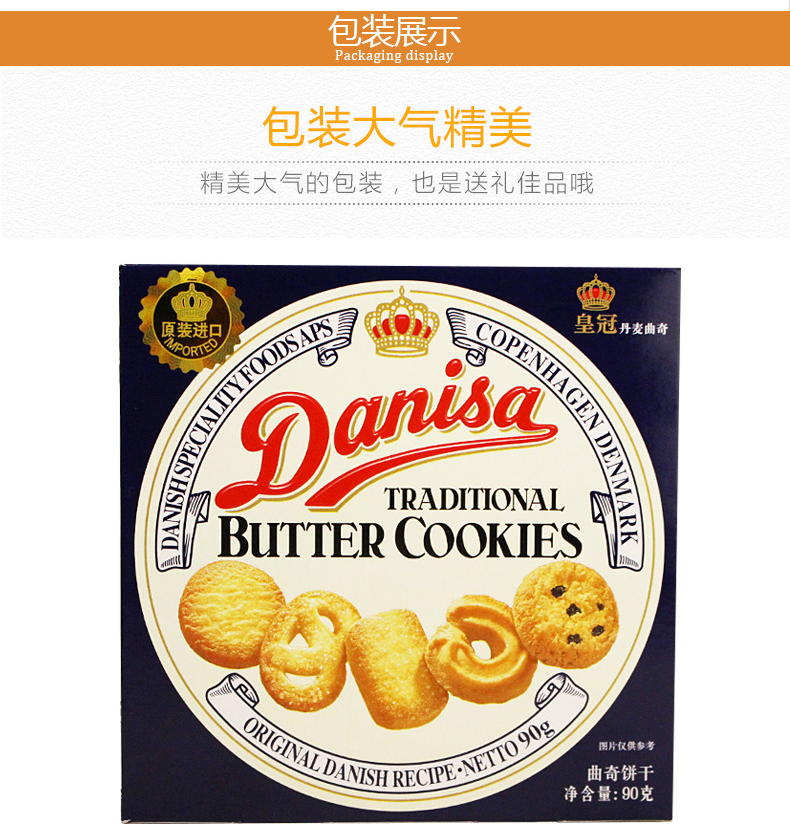 包装展示
Packaging display
包装大气精美
精美大气的包装，也是送礼佳品哦
原装进口
IMPORTED
皇冠丹麦曲奇
DANISH SPECIALITY FOODS APS
COPENHAGEN DENMARK
Danisa
TRADITIONAL
BUTTER COOKIES
ORIGINAL DANISH RECIPE·NETTO 90g
图片仅供参考
曲奇饼干
净含量:90克